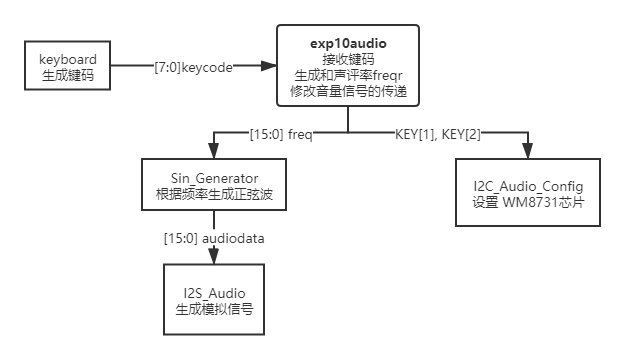 exp10audio
接收键码
生成和声评率freqr
修改音量信号的传递
keyboard
生成键码
[7:0]keycode
[15:0] freq
KEY[1], KEY[2]
Sin_Generator
根据频率生成正弦波
I2C_Audio_Config
设置 WM8731芯片
[15:0] audiodata
I2S_Audio
生成模拟信号